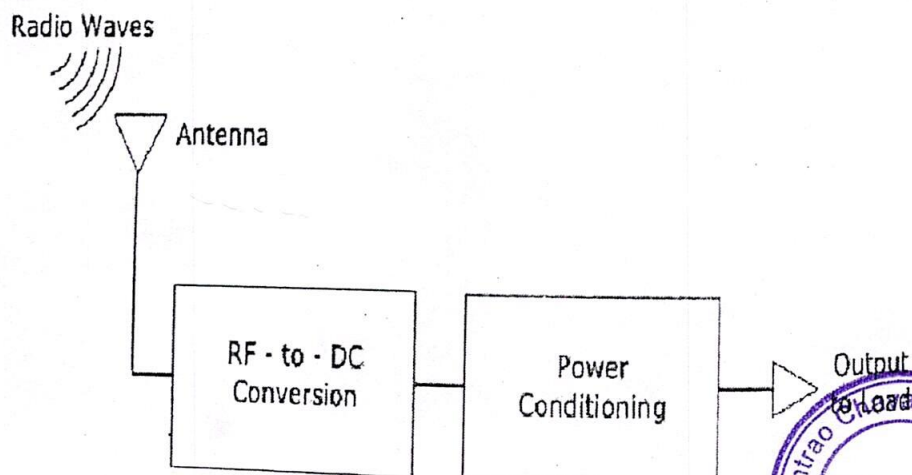 Radio Waves
Antenna
RF - to - DC
Conversion
Power
Conditioning
Output
to Load